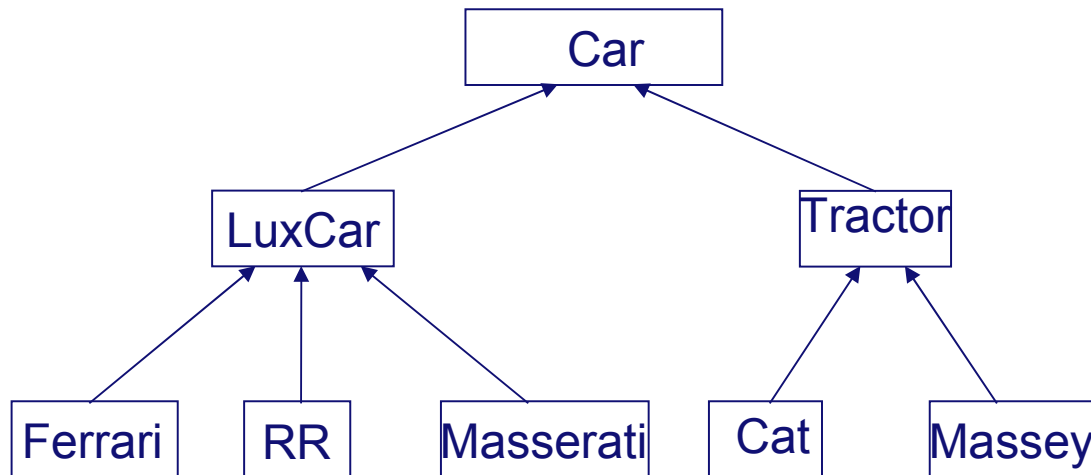 Car
LuxCar
Tractor
Ferrari
RR
Masserati
Cat
Massey